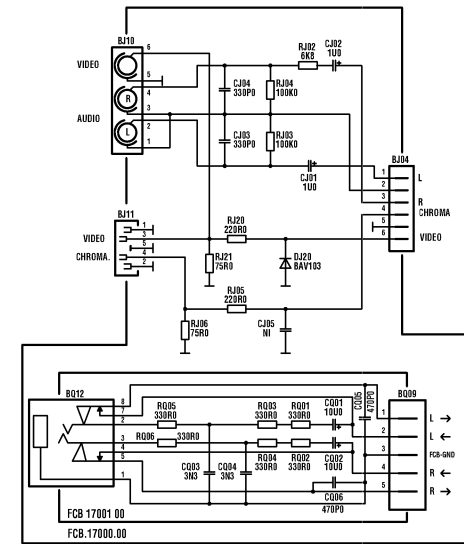 BJ10
VIDEO
AUDIO
R
L
6
5
4
3
2
1
RJ02
6K8
CJ02
1U0
CJ04
330P0
RJ04
100K0
CJ03
330P0
RJ03
100K0
CJ01
1U0
BJ04
1
2
3
4
5
6
L
R
CHROMA
VIDEO
BJ11
VIDEO
CHROMA.
1
3
5
4
2
RJ20
220R0
RJ21
75R0
DJ20
BAV103
RJ05
220R0
RJ06
75R0
CJ05
NI
BQ12
8
7
2
3
4
5
1
RQ05
330R0
RQ06
330R0
RQ03
330R0
RQ01
330R0
CQ01
10U0
CQ05
470P0
RQ04
330R0
RQ02
330R0
CQ02
10U0
CQ03
3N3
CQ04
3N3
CQ06
470P0
BQ09
1
2
3
4
5
L →
L ←
FCB-GND
R ←
R →
FCB 17001 00
FCB.17000.00